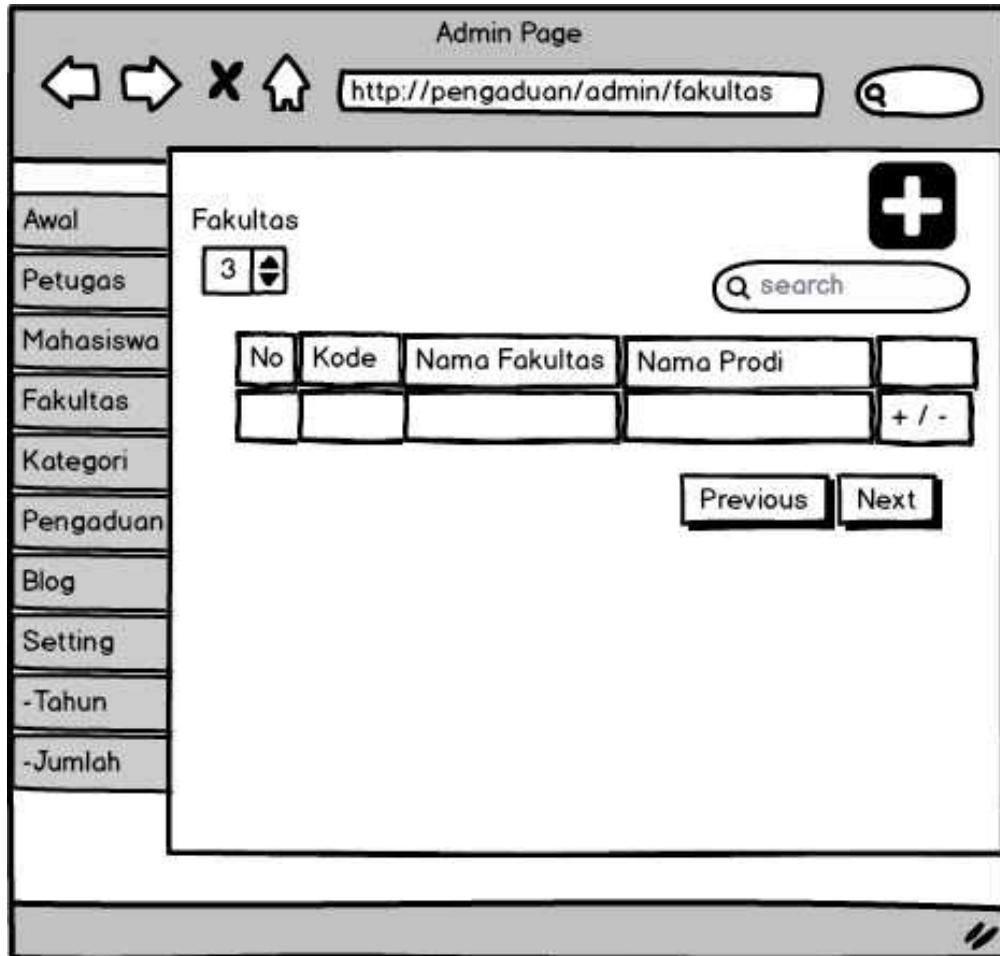 Admin Page
http://pengaduan/admin/fakultas
Awal
Petugas
Mahasiswa
Fakultas
Kategori
Pengaduan
Blog
Setting
-Tahun
-Jumlah
Fakultas
3
search
No Kode Nama Fakultas Nama Prodi
+ / -
Previous Next